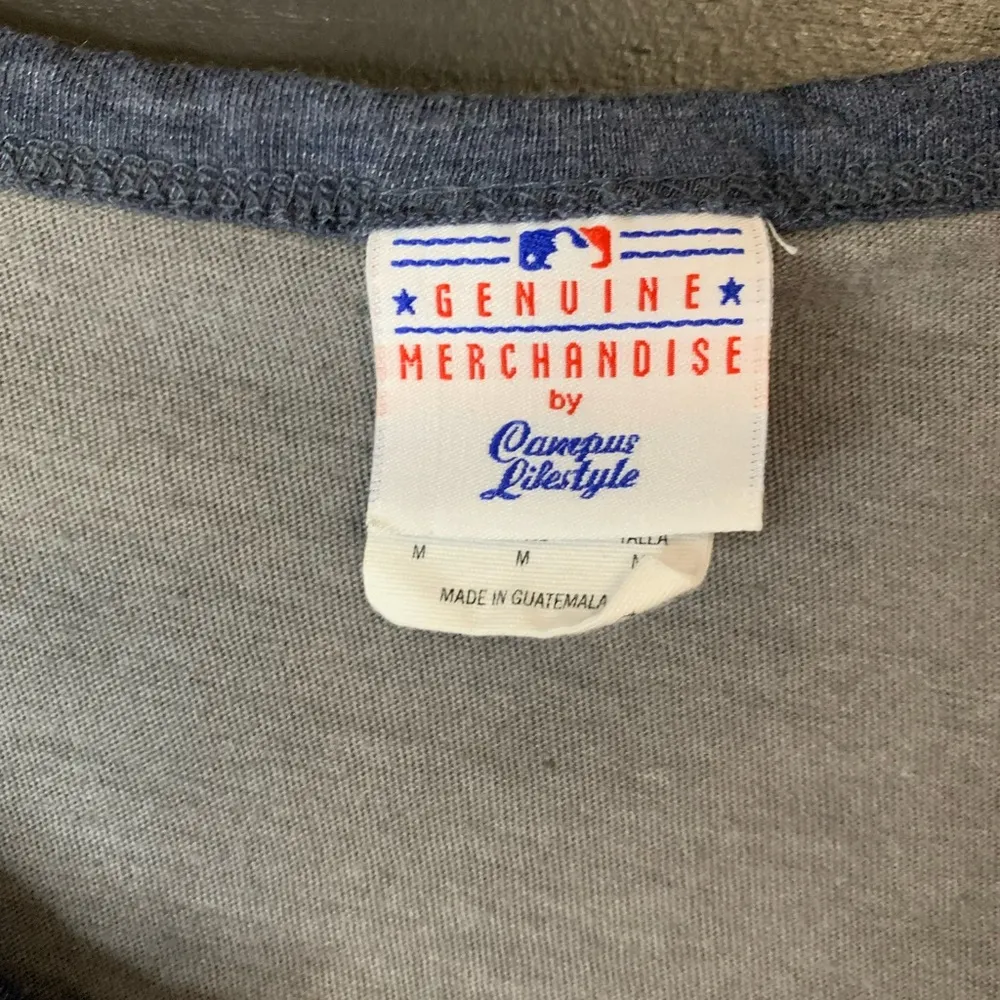 GENUINE
MERCHANDISE
by
Campus
Lifestyle
TALLA
M M
MADE IN GUATEMALA